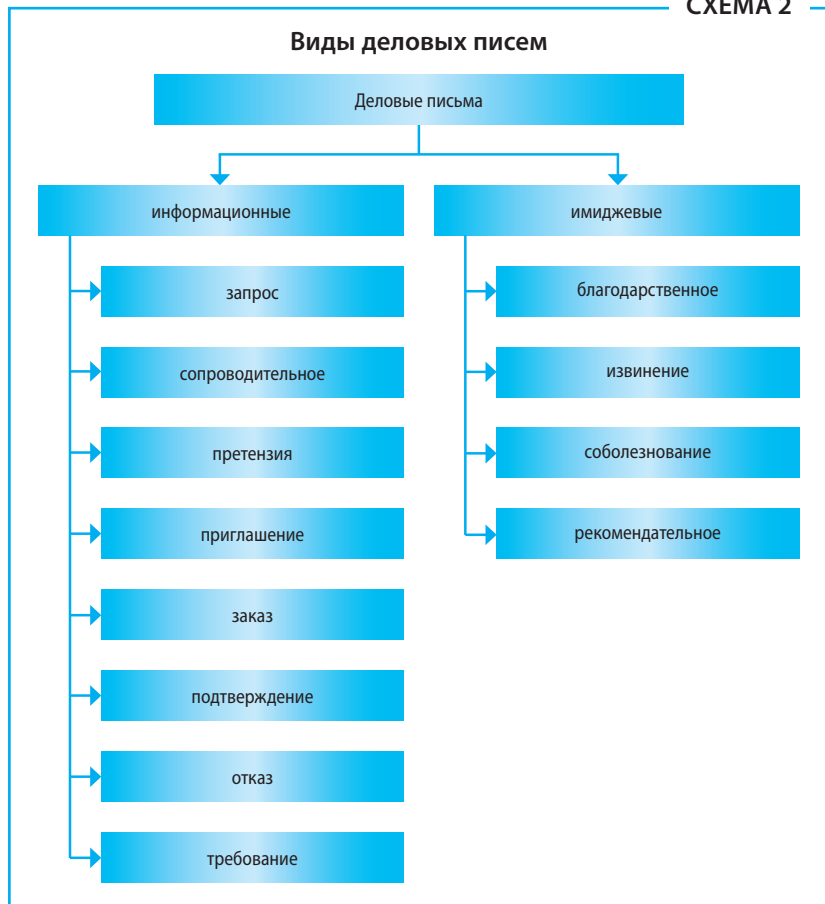 СХЕМА 2
Виды деловых писем
Деловые письма
информационные
имиджевые
запрос
благодарственное
сопроводительное
извинение
претензия
соболезнование
приглашение
рекомендательное
заказ
подтверждение
отказ
требование